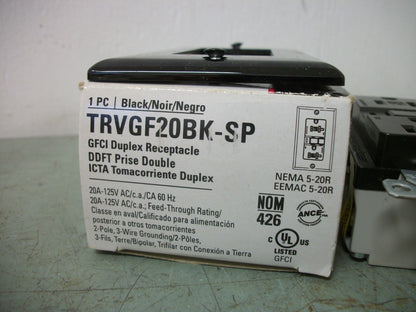 1 PC | Black/Noir/Negro
TRVGF20BK-SP
GFCI Duplex Receptacle
DDFT Prise Double
ICTA Tomacorriente Duplex
NEMA 5-20R
EEMAC 5-20R
20A-125V AC/c.a./CA 60 Hz
20A-125V AC/c.a.; Feed-Through Rating/
Classe en aval/Calificado para alimentación
posterior a otros tomacorrientes
2-Pole, 3-Wire Grounding/2-Pôles,
3-Fils, Terre/Bipolar, Trifilar con Conexión a Tierra
NOM
426
ANCE
C UL US
LISTED
GFCI